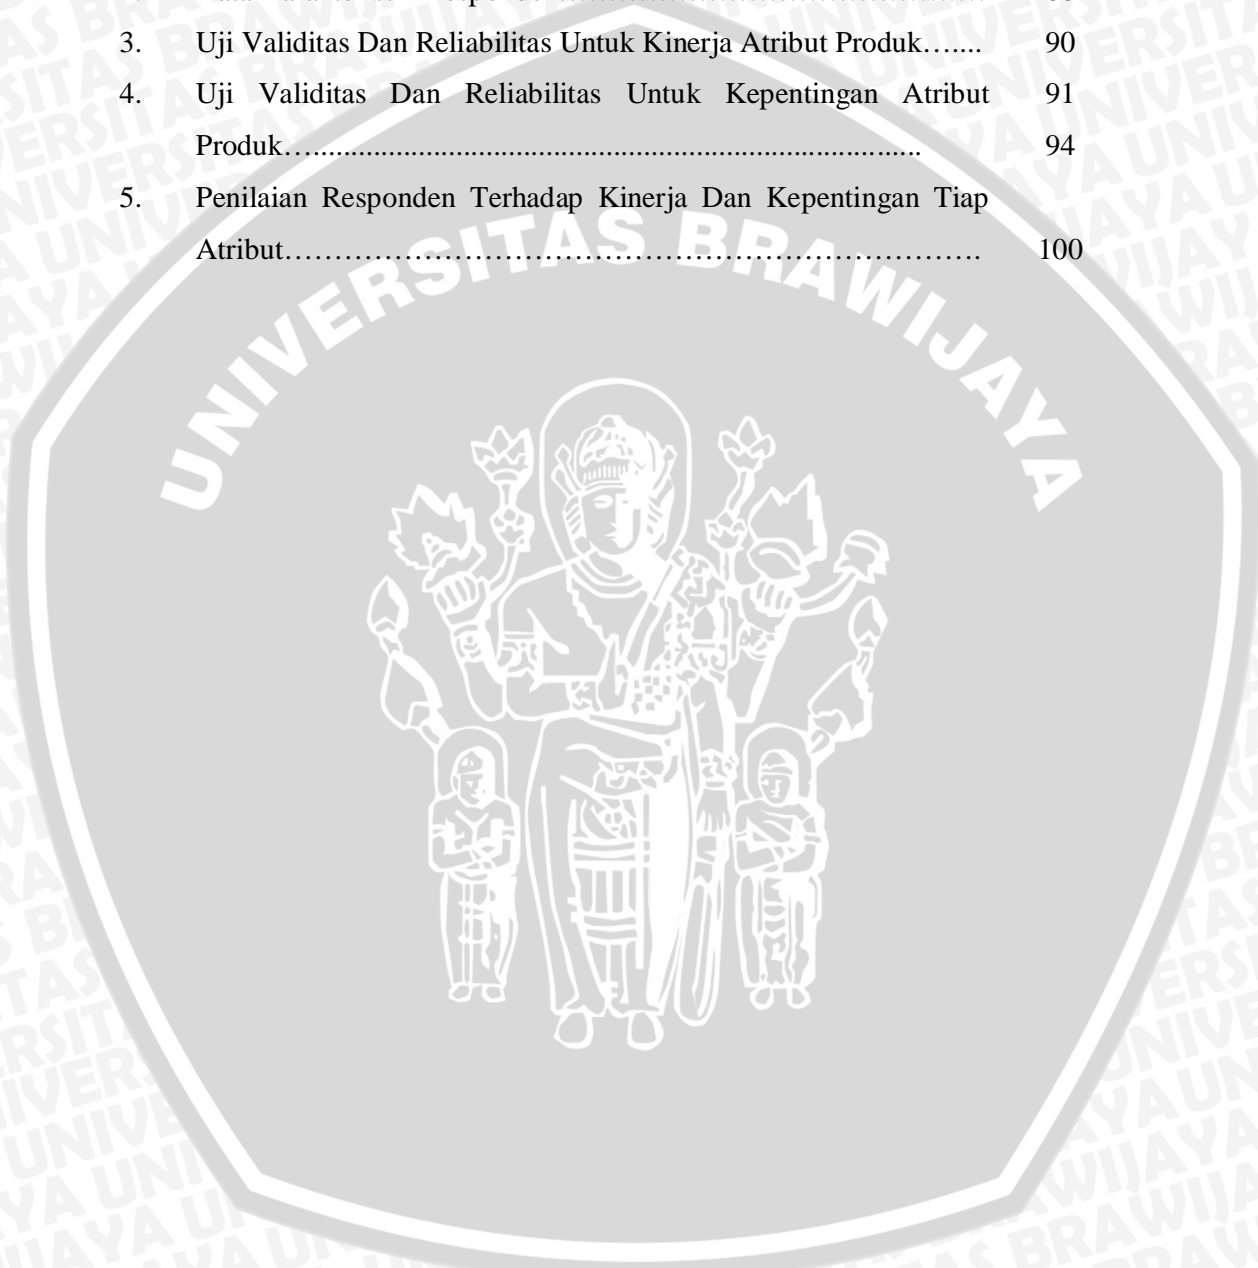 3. Uji Validitas Dan Reliabilitas Untuk Kinerja Atribut Produk….... 90
4. Uji Validitas Dan Reliabilitas Untuk Kepentingan Atribut 91
Produk…........................................................................... 94
5. Penilaian Responden Terhadap Kinerja Dan Kepentingan Tiap
Atribut……………………………………………………………. 100
UNIVERSITAS BRAWIJAYA